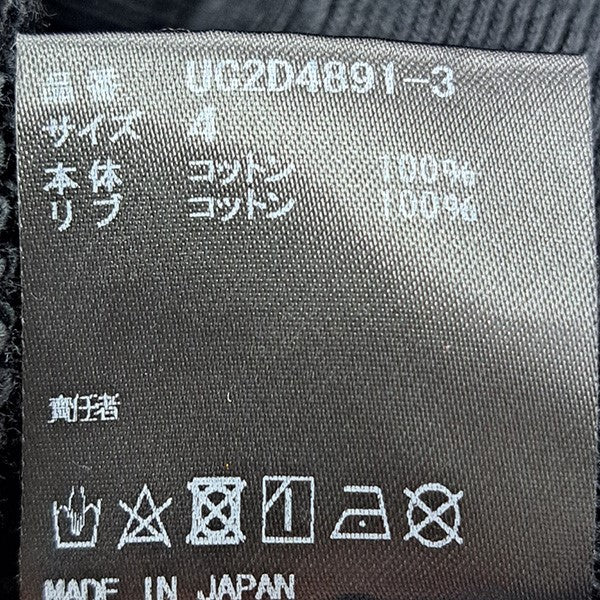 品番 UC2D4891-3
サイズ 4
本体 コットン 100%
リブ コットン 100%
責任者
MADE IN JAPAN